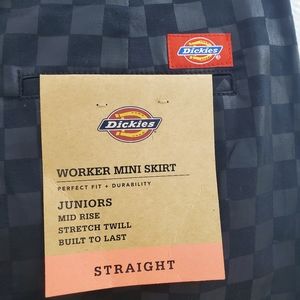 Dickies
Dickies
WORKER MINI SKIRT
PERFECT FIT + DURABILITY
JUNIORS
MID RISE
STRETCH TWILL
BUILT TO LAST
STRAIGHT